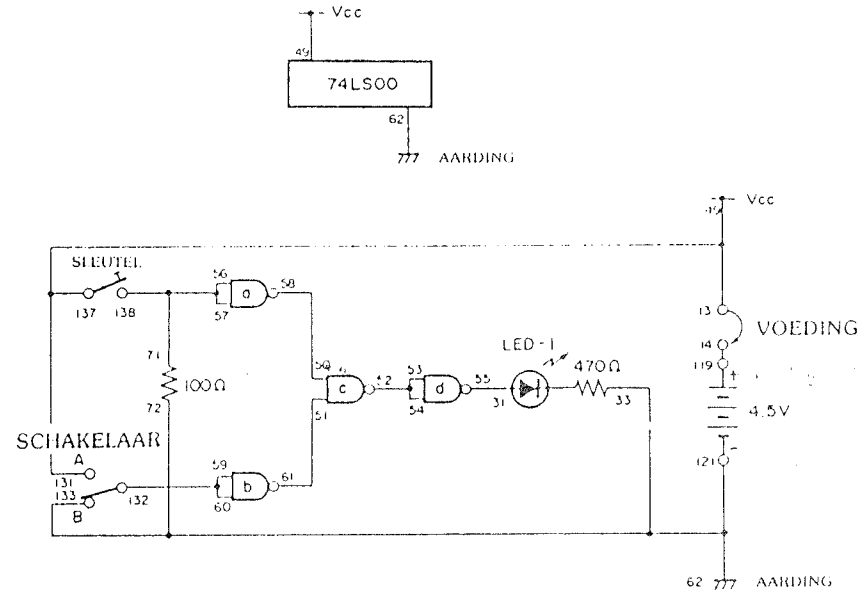 Vcc
49
74LS00
62
AARDING
Vcc
SLEUTEL
137
138
56
57
a
58
71
100Ω
72
50
51
c
52
53
54
d
55
LED-1
31
470Ω
33
13
VOEDING
14
119
+
4.5V
-
121
SCHAKELAAR
A
131
133
B
132
59
60
b
61
62
AARDING